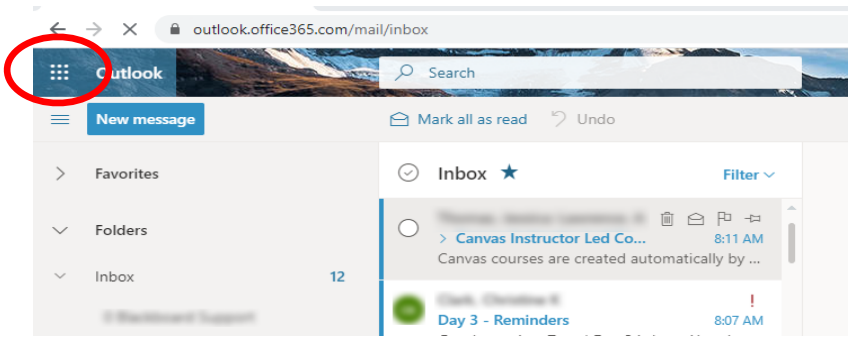 outlook.office365.com/mail/inbox
Outlook
Search
New message
Mark all as read
Undo
Favorites
Inbox
Filter
Folders
> Canvas Instructor Led Co...
8:11 AM
Canvas courses are created automatically by ...
Inbox
12
!
Day 3 - Reminders
8:07 AM